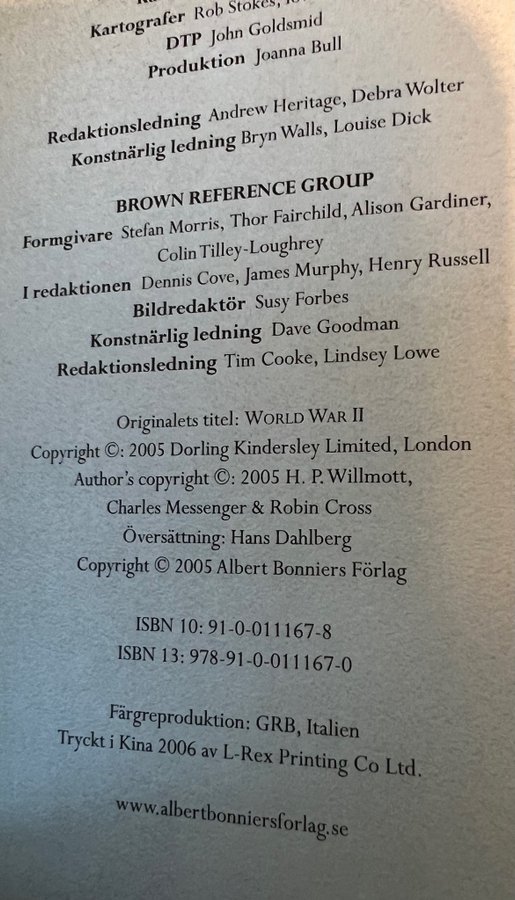 Kartografer Rob Stokes,
DTP John Goldsmid
Produktion Joanna Bull
Redaktionsledning Andrew Heritage, Debra Wolter
Konstnärlig ledning Bryn Walls, Louise Dick
BROWN REFERENCE GROUP
Formgivare Stefan Morris, Thor Fairchild, Alison Gardiner,
Colin Tilley-Loughrey
I redaktionen Dennis Cove, James Murphy, Henry Russell
Bildredaktör Susy Forbes
Konstnärlig ledning Dave Goodman
Redaktionsledning Tim Cooke, Lindsey Lowe
Originalets titel: WORLD WAR II
Copyright ©: 2005 Dorling Kindersley Limited, London
Author's copyright ©: 2005 H. P. Willmott,
Charles Messenger & Robin Cross
Översättning: Hans Dahlberg
Copyright © 2005 Albert Bonniers Förlag
ISBN 10: 91-0-011167-8
ISBN 13: 978-91-0-011167-0
Färgreproduktion: GRB, Italien
Tryckt i Kina 2006 av L-Rex Printing Co Ltd.
www.albertbonniersforlag.se